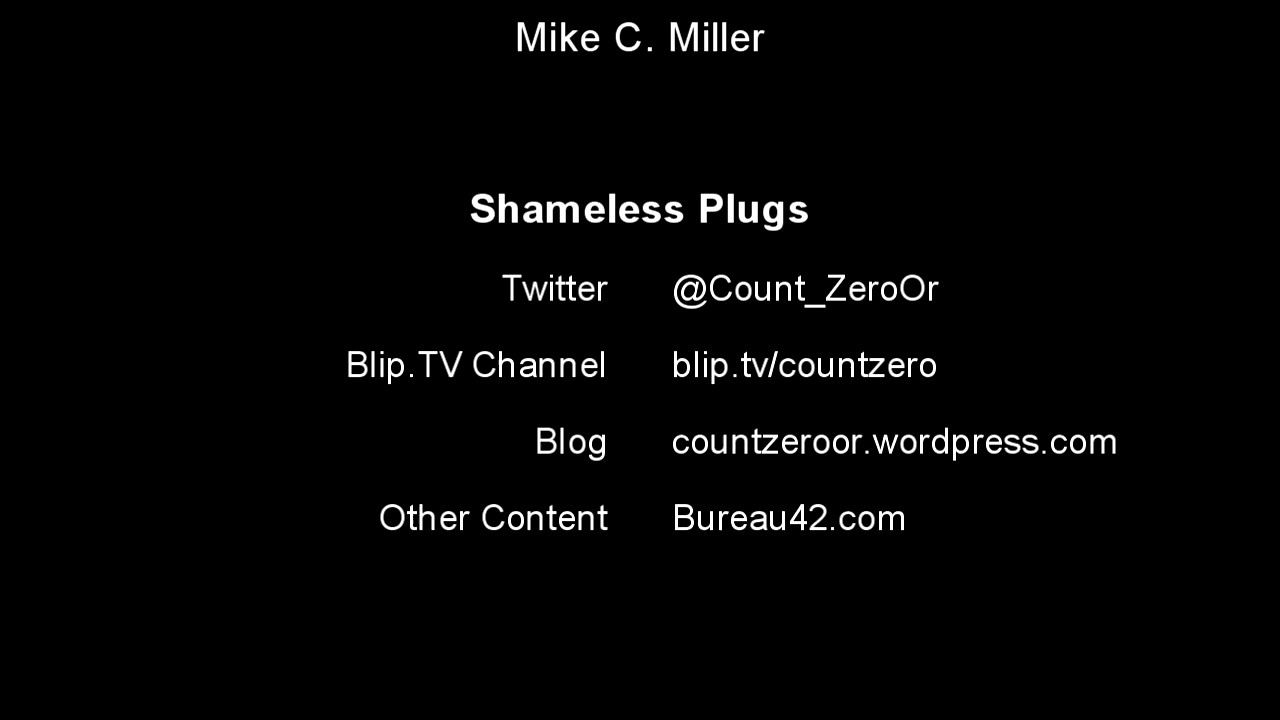 Mike C. Miller
Shameless Plugs
Twitter @Count_ZeroOr
Blip.TV Channel blip.tv/countzero
Blog countzeroor.wordpress.com
Other Content Bureau42.com